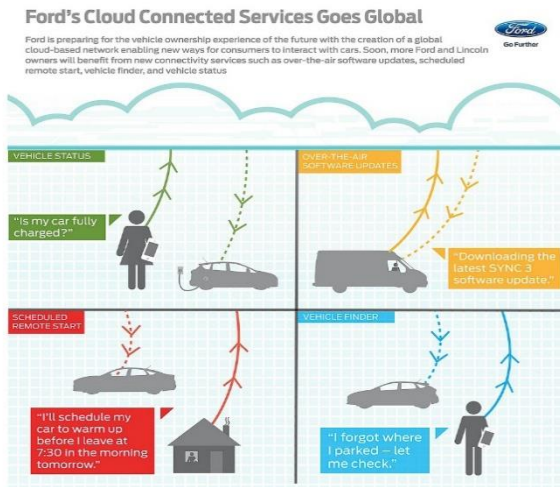 Ford's Cloud Connected Services Goes Global
Ford is preparing for the vehicle ownership experience of the future with the creation of a global
cloud-based network enabling new ways for consumers to interact with cars. Soon, more Ford and Lincoln
owners will benefit from new connectivity services such as over-the-air software updates, scheduled
remote start, vehicle finder, and vehicle status
Ford
Go Further
VEHICLE STATUS
"Is my car fully
charged?"
OVER-THE-AIR
SOFTWARE UPDATES
"Downloading the
latest SYNC 3
software update."
SCHEDULED
REMOTE START
"I'll schedule my
car to warm up
before I leave at
7:30 in the morning
tomorrow."
VEHICLE FINDER
"I forgot where
I parked – let
me check."